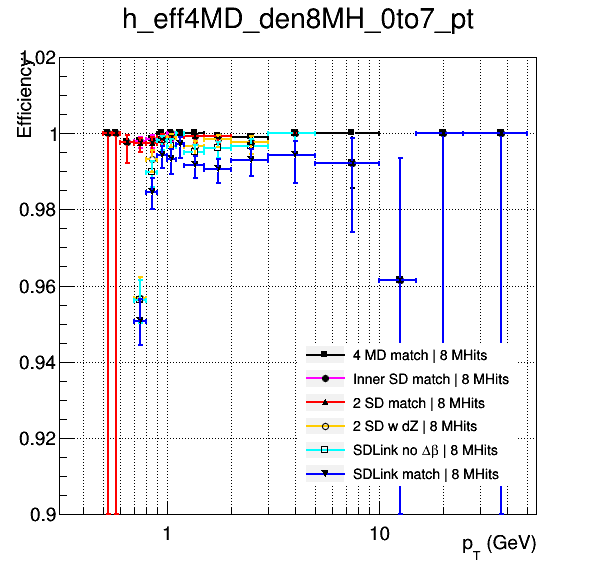 h_eff4MD_den8MH_0to7_pt
Efficiency
1.02
1
0.98
0.96
0.94
0.92
0.9
4 MD match | 8 MHits
Inner SD match | 8 MHits
2 SD match | 8 MHits
2 SD w dZ | 8 MHits
SDLink no Δβ | 8 MHits
SDLink match | 8 MHits
1
10
p_T (GeV)